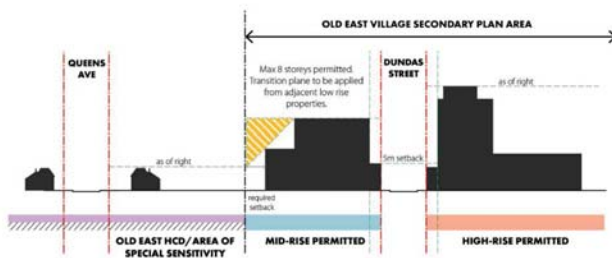 OLD EAST VILLAGE SECONDARY PLAN AREA
QUEENS
AVE
Max 8 storeys permitted.
Transition plane to be applied
from adjacent low rise
properties.
DUNDAS
STREET
as of right
as of right
5m setback
required
setback
OLD EAST HCD/AREA OF
SPECIAL SENSITIVITY
MID-RISE PERMITTED
HIGH-RISE PERMITTED